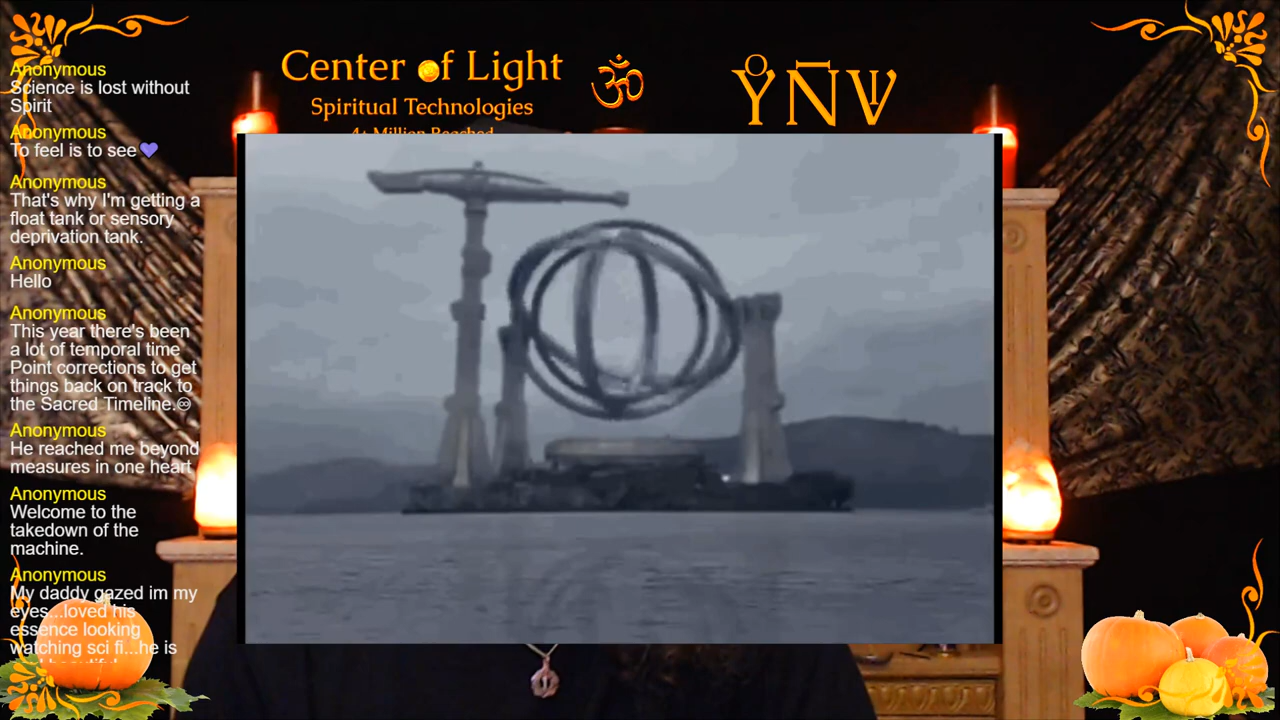 Center of Light
Spiritual Technologies
4+ Million Reached
ॐ
Anonymous
Science is lost without
Spirit
Anonymous
To feel is to see💜
Anonymous
That's why I'm getting a
float tank or sensory
deprivation tank.
Anonymous
Hello
Anonymous
This year there's been
a lot of temporal time
Point corrections to get
things back on track to
the Sacred Timeline.♾
Anonymous
He reached me beyond
measures in one heart
Anonymous
Welcome to the
takedown of the
machine.
Anonymous
My daddy gazed im my
eyes...loved his
essence looking
watching sci fi...he is